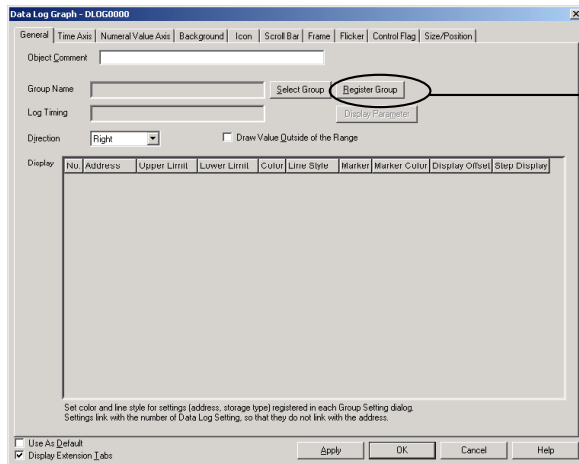 Data Log Graph - DLOG0000
General Time Axis Numeral Value Axis Background Icon Scroll Bar Frame Flicker Control Flag Size/Position
Object Comment
Group Name Select Group Register Group
Log Timing Display Parameter
Direction Right Draw Value Outside of the Range
Display No. Address Upper Limit Lower Limit Color Line Style Marker Marker Color Display Offset Step Display
Set color and line style for settings (address, storage type) registered in each Group Setting dialog.
Settings link with the number of Data Log Setting, so that they do not link with the address.
Use As Default
Display Extension Tabs
Apply OK Cancel Help